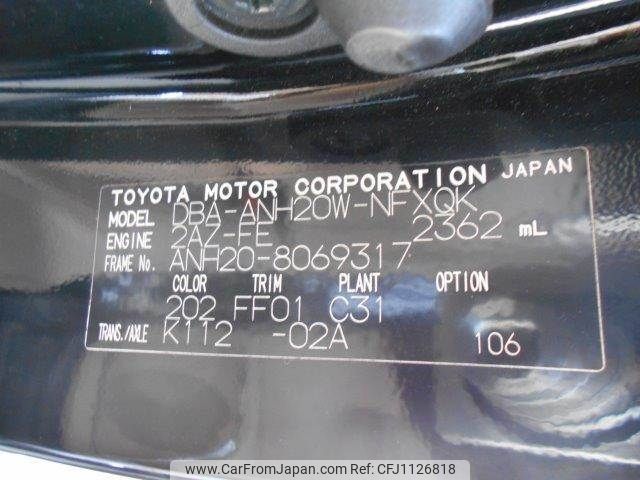 TOYOTA MOTOR CORPORATION JAPAN
MODEL DBA-ANH20W-NFXQK
ENGINE 2AZ-FE 2362 mL
FRAME No. ANH20-8069317
COLOR TRIM PLANT OPTION
202 FF01 C31
TRANS./AXLE K112 -02A 106
www.CarFromJapan.com CFJ1126818